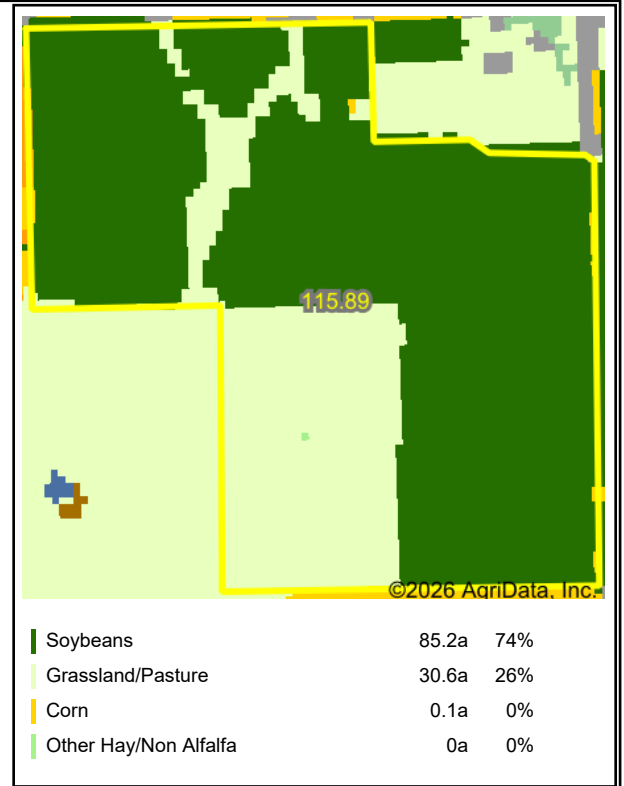 115.89
©2026 AgriData, Inc.
Soybeans 85.2a 74%
Grassland/Pasture 30.6a 26%
Corn 0.1a 0%
Other Hay/Non Alfalfa 0a 0%